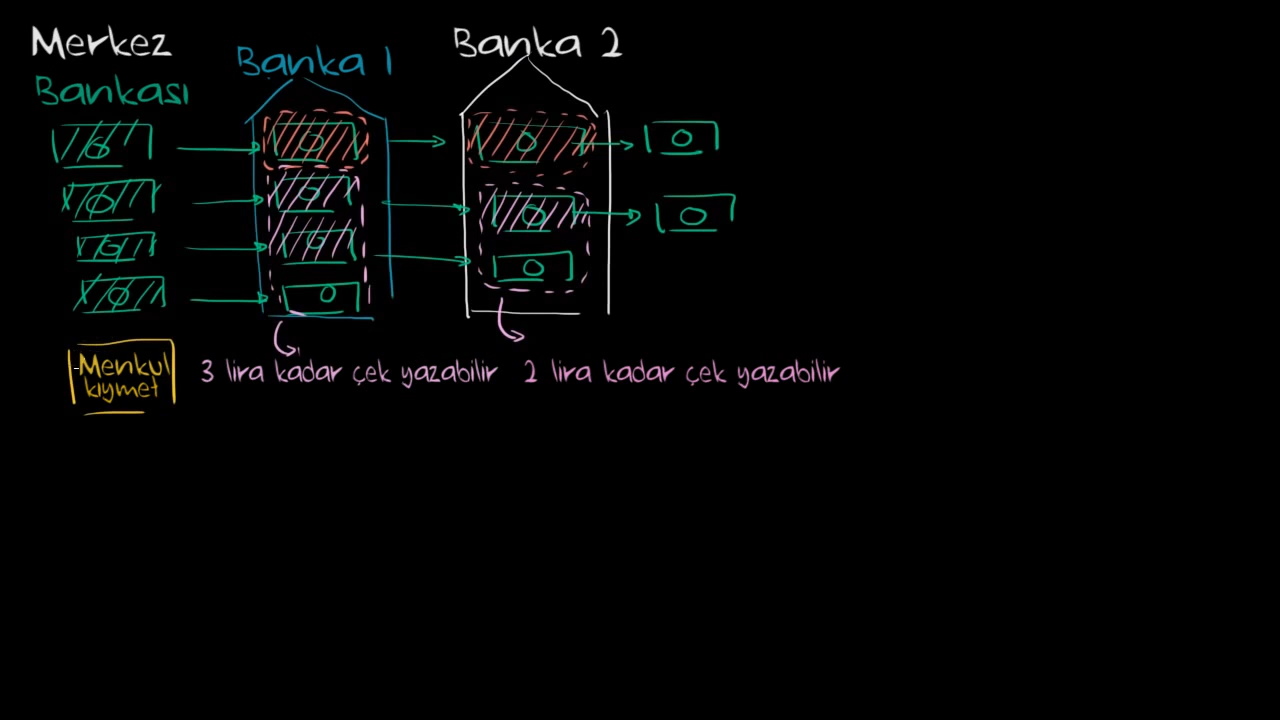 Merkez
Bankası
Banka 1
Banka 2
Menkul
kıymet
3 lira kadar çek yazabilir
2 lira kadar çek yazabilir